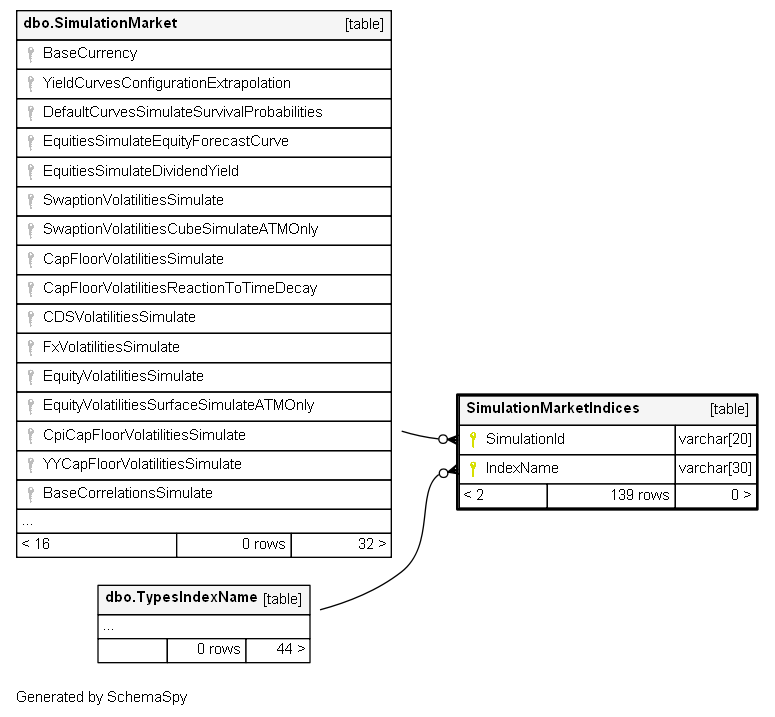 dbo.SimulationMarket [table]
BaseCurrency
YieldCurvesConfigurationExtrapolation
DefaultCurvesSimulateSurvivalProbabilities
EquitiesSimulateEquityForecastCurve
EquitiesSimulateDividendYield
SwaptionVolatilitiesSimulate
SwaptionVolatilitiesCubeSimulateATMOnly
CapFloorVolatilitiesSimulate
CapFloorVolatilitiesReactionToTimeDecay
CDSVolatilitiesSimulate
FxVolatilitiesSimulate
EquityVolatilitiesSimulate
EquityVolatilitiesSurfaceSimulateATMOnly
CpiCapFloorVolatilitiesSimulate
YYCapFloorVolatilitiesSimulate
BaseCorrelationsSimulate
...
< 16 0 rows 32 >
SimulationMarketIndices [table]
SimulationId varchar[20]
IndexName varchar[30]
< 2 139 rows 0 >
dbo.TypesIndexName [table]
...
0 rows 44 >
Generated by SchemaSpy